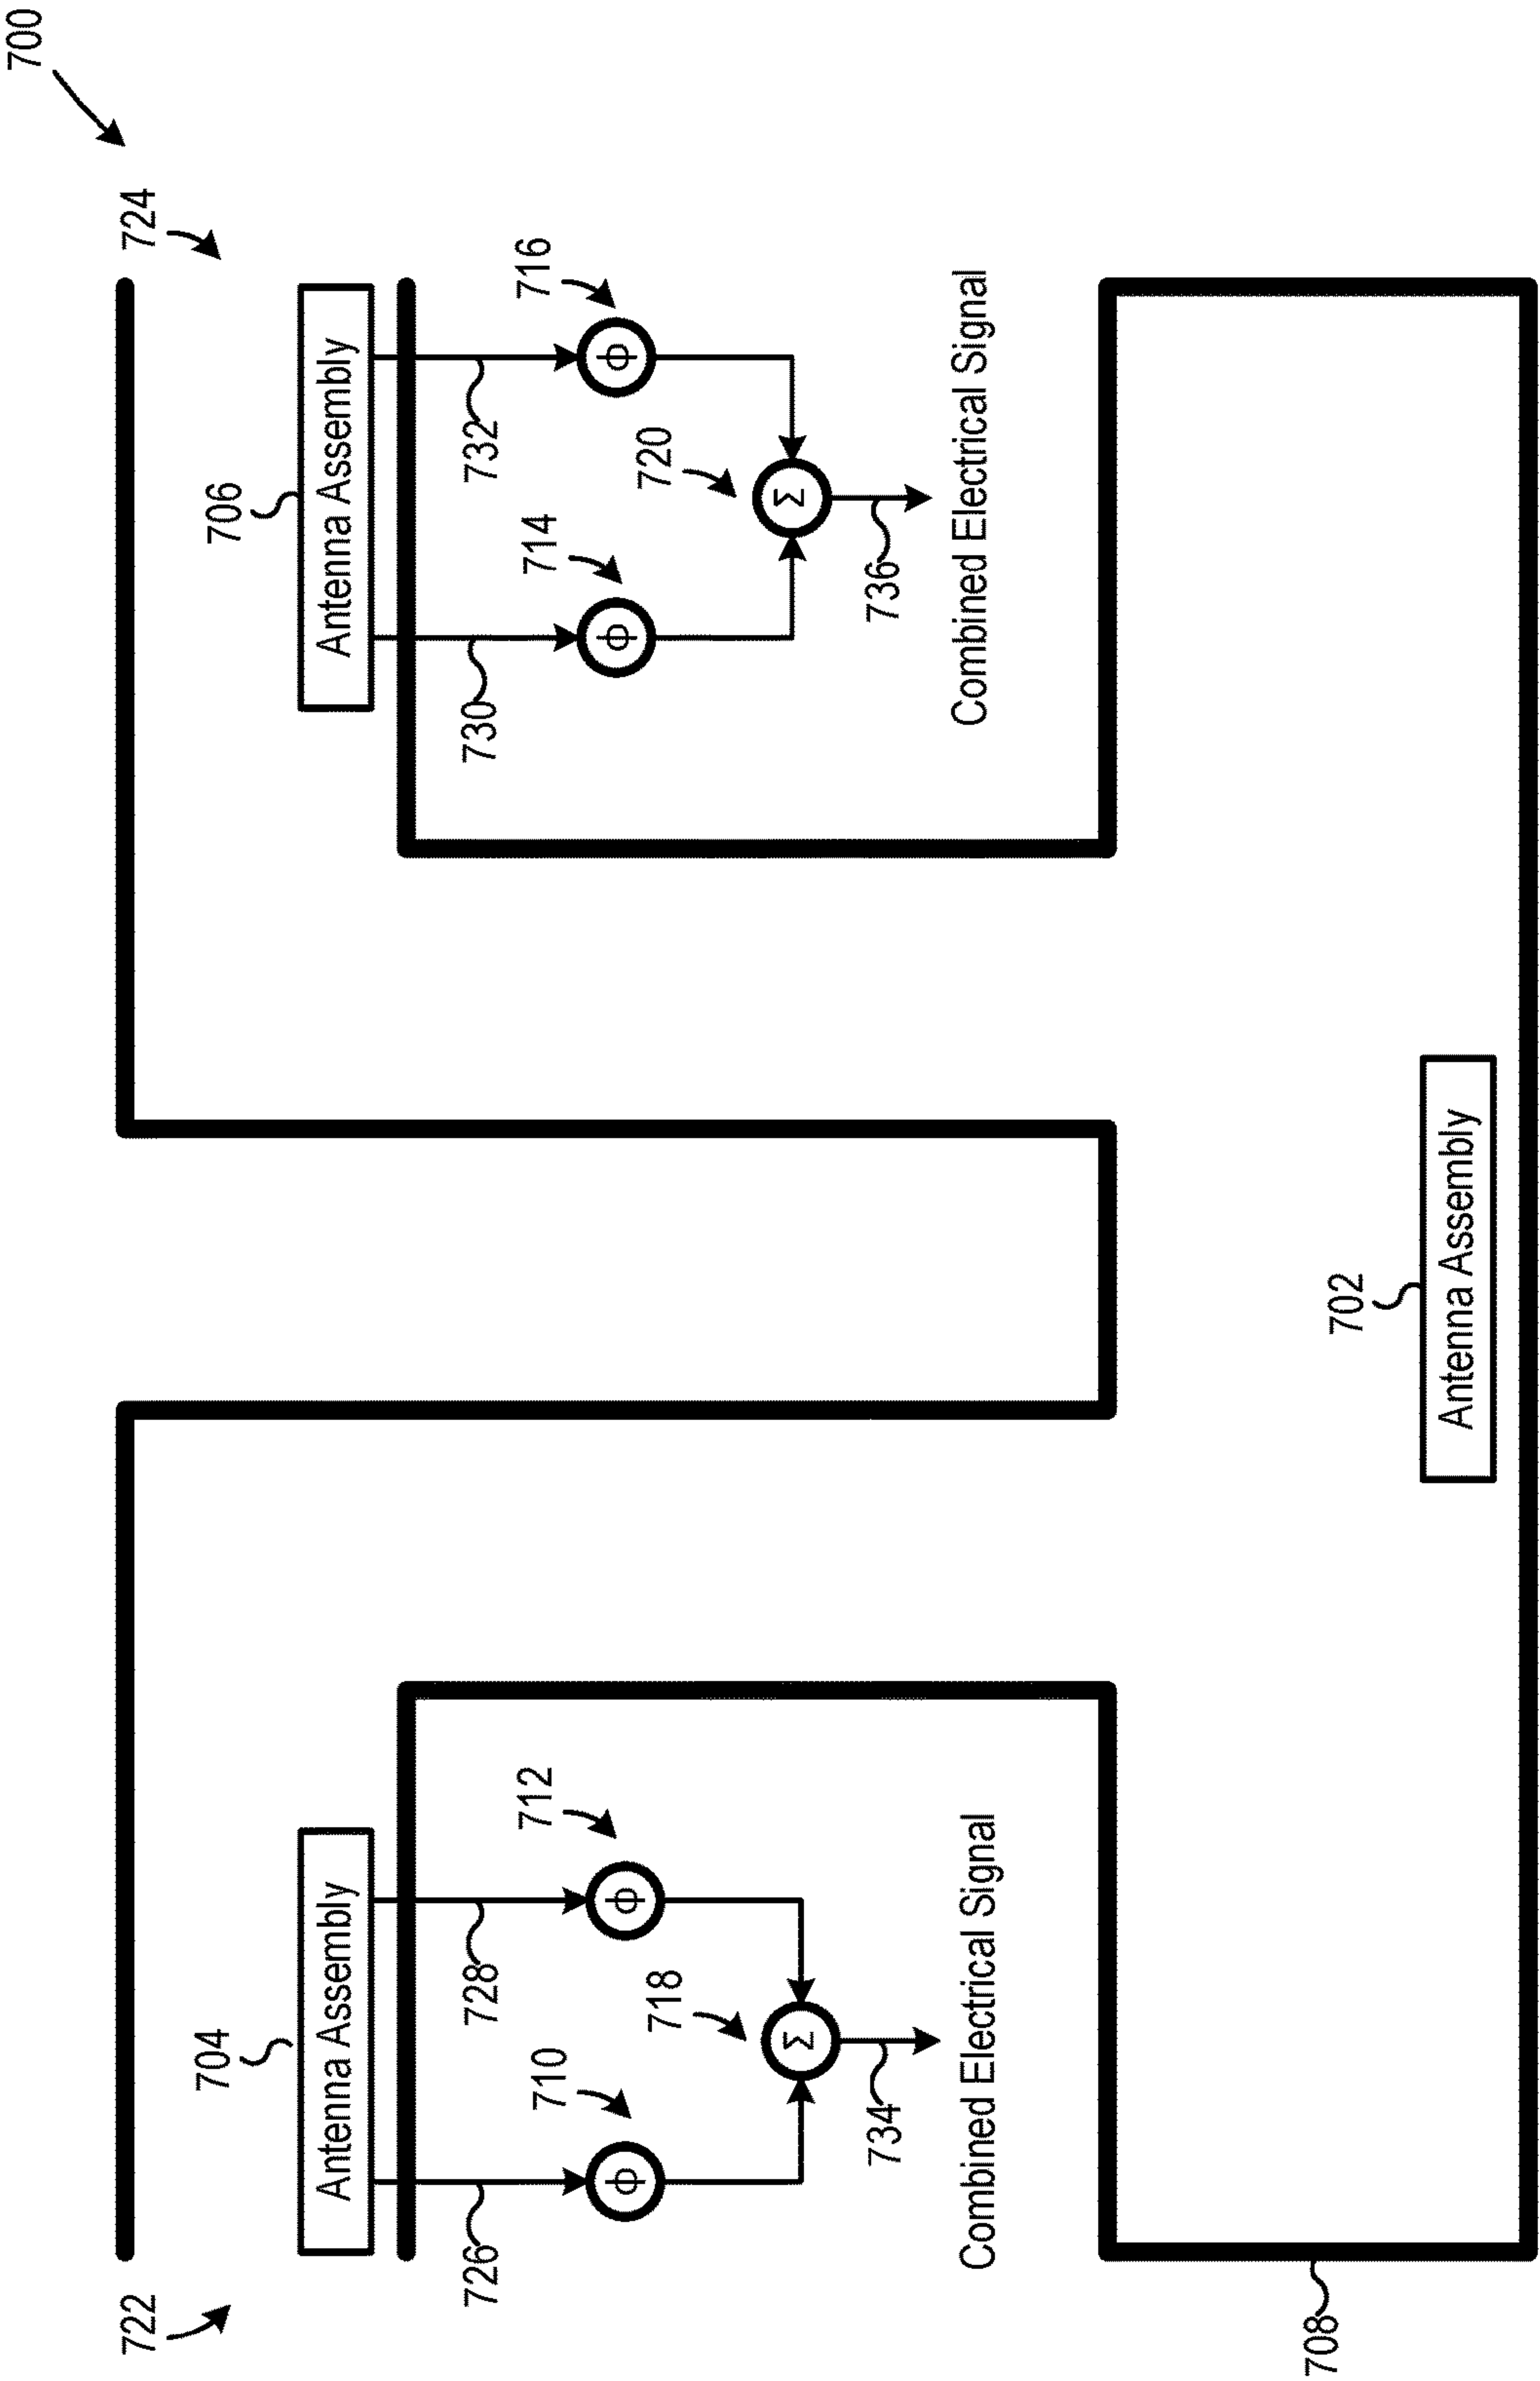 700
722
724
704
706
Antenna Assembly
Antenna Assembly
726
728
730
732
710
712
714
716
ϕ
ϕ
ϕ
ϕ
718
720
Σ
Σ
734
736
Combined Electrical Signal
Combined Electrical Signal
702
Antenna Assembly
708